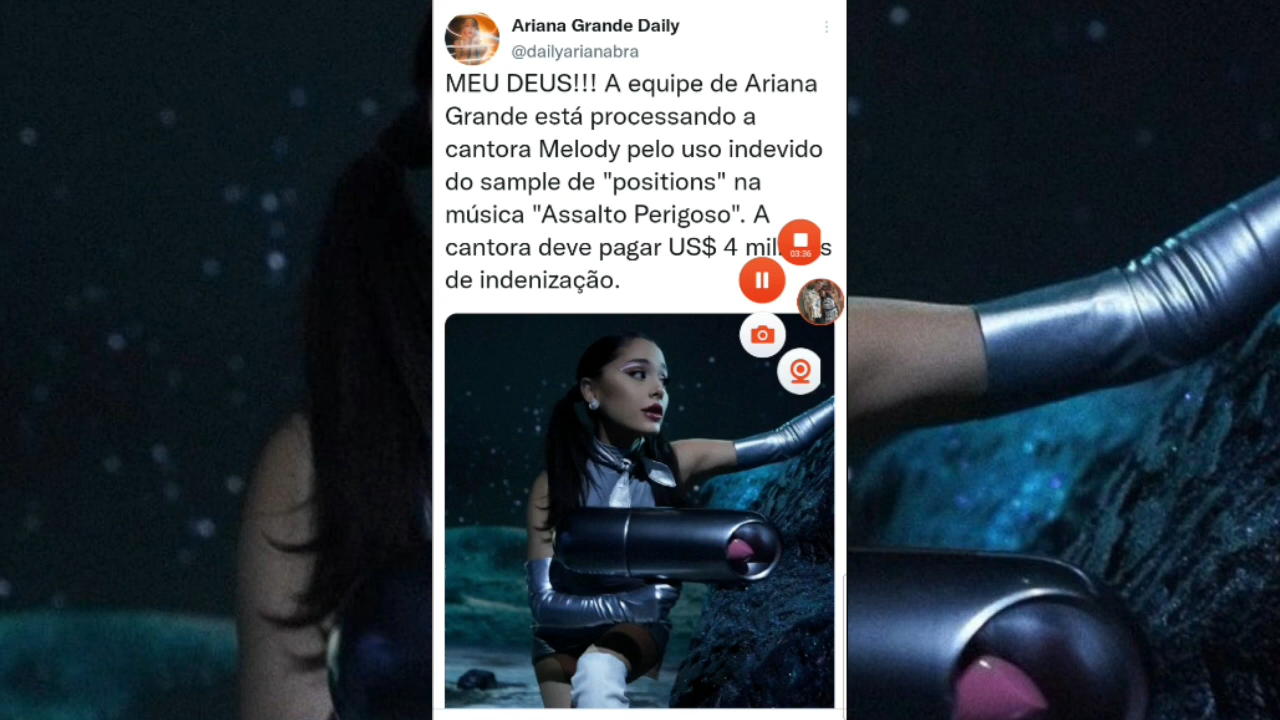 Ariana Grande Daily
@dailyarianabra
MEU DEUS!!! A equipe de Ariana
Grande está processando a
cantora Melody pelo uso indevido
do sample de "positions" na
música "Assalto Perigoso". A
cantora deve pagar US$ 4
de indenização.
03:36